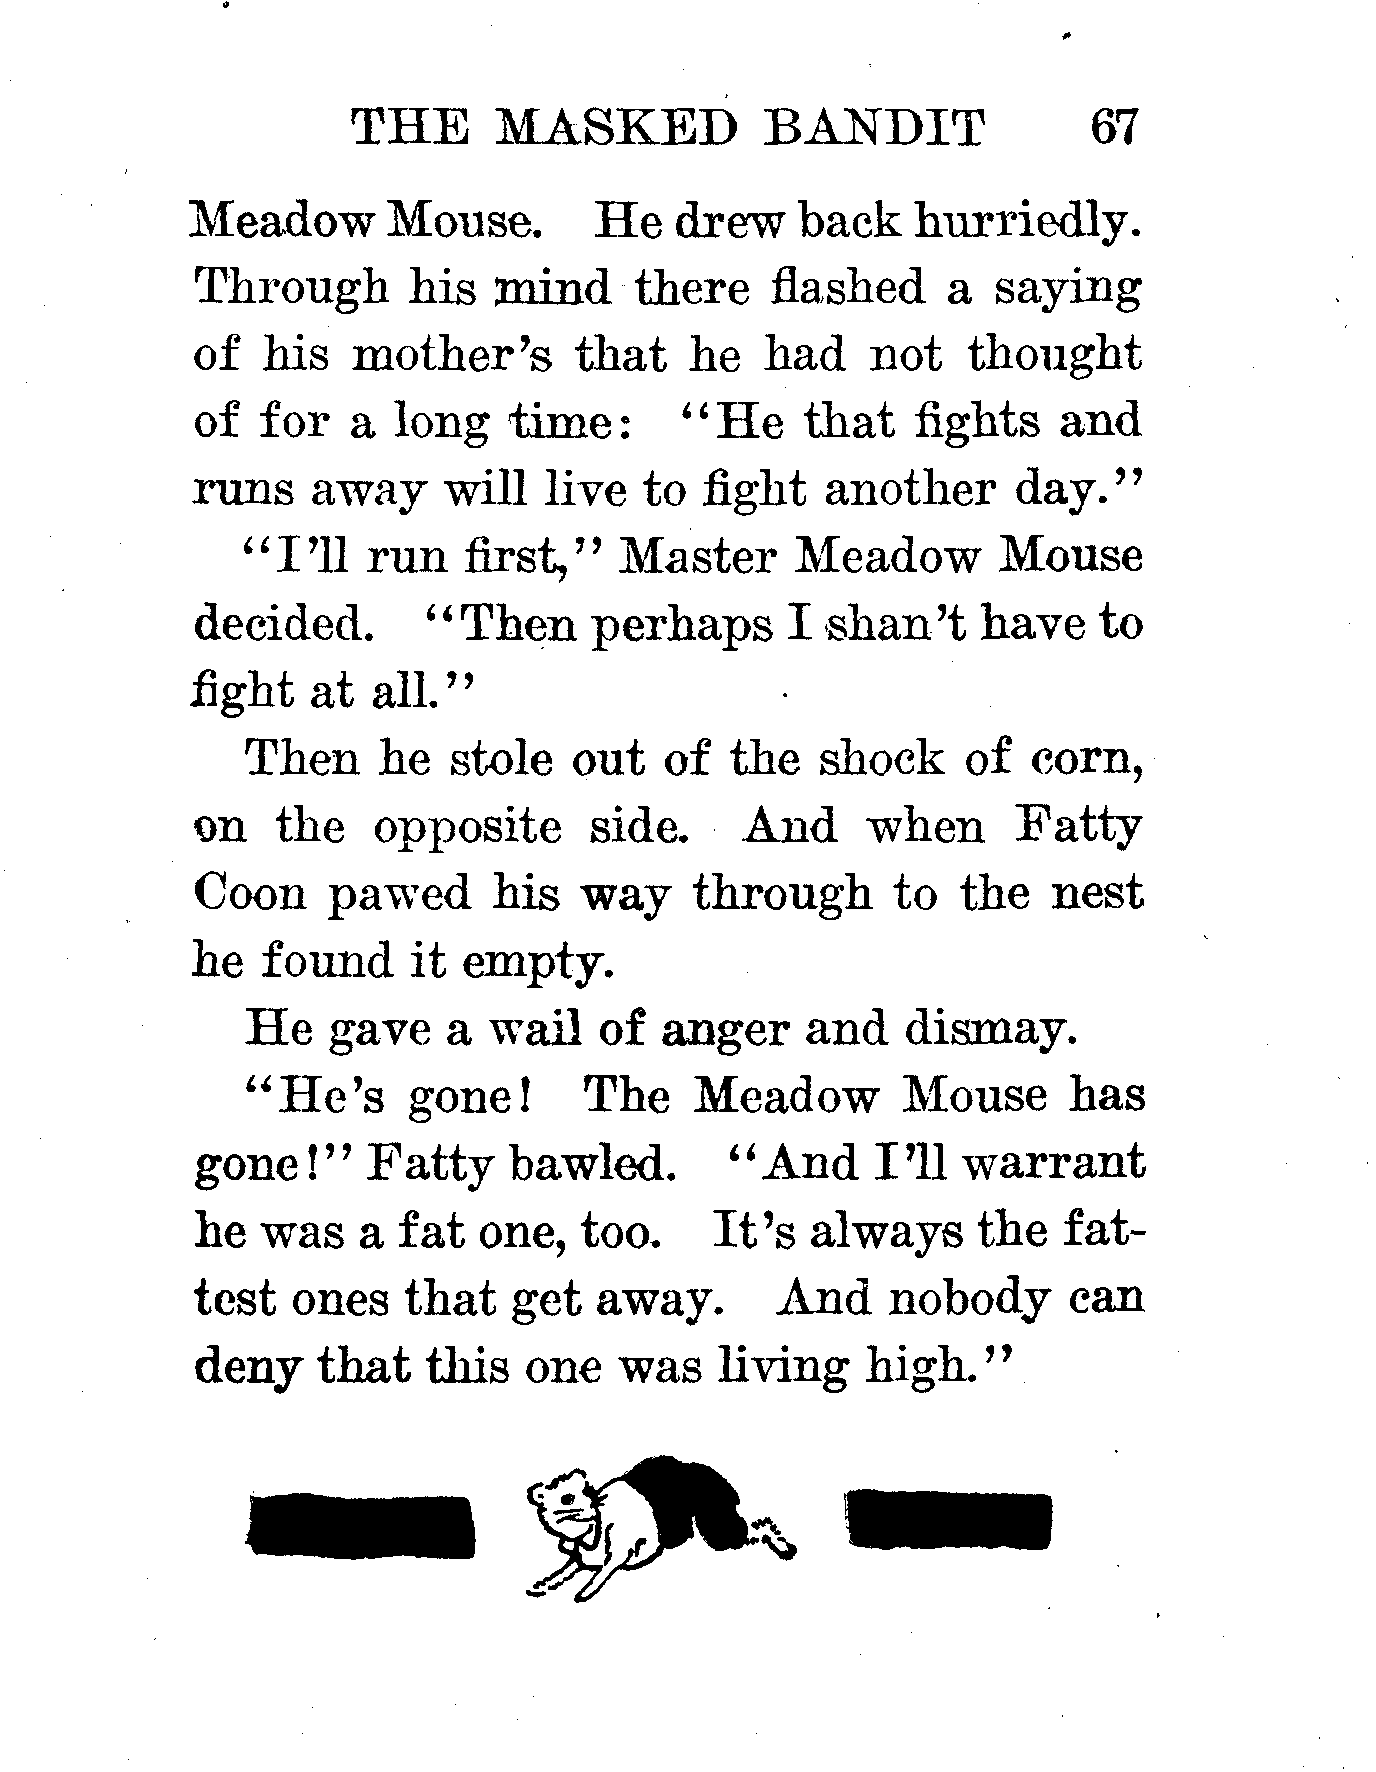 THE MASKED BANDIT 67
Meadow Mouse. He drew back hurriedly.
Through his mind there flashed a saying
of his mother's that he had not thought
of for a long time: "He that fights and
runs away will live to fight another day."
"I'll run first," Master Meadow Mouse
decided. "Then perhaps I shan't have to
fight at all."
Then he stole out of the shock of corn,
on the opposite side. And when Fatty
Coon pawed his way through to the nest
he found it empty.
He gave a wail of anger and dismay.
"He's gone! The Meadow Mouse has
gone!" Fatty bawled. "And I'll warrant
he was a fat one, too. It's always the fat-
test ones that get away. And nobody can
deny that this one was living high."